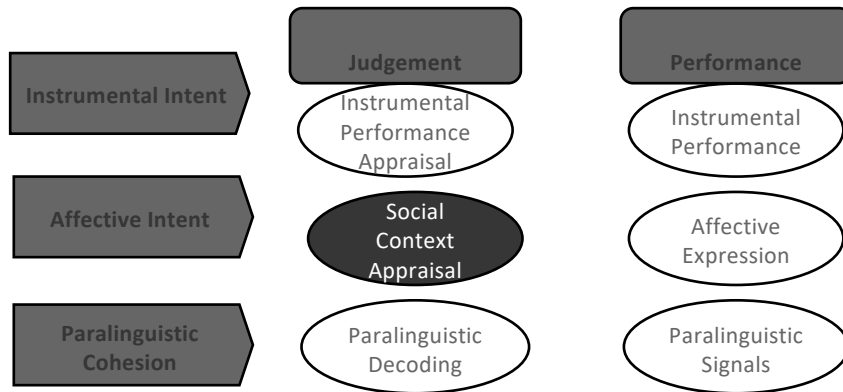 Judgement
Performance
Instrumental Intent
Instrumental
Performance
Appraisal
Instrumental
Performance
Affective Intent
Social
Context
Appraisal
Affective
Expression
Paralinguistic
Cohesion
Paralinguistic
Decoding
Paralinguistic
Signals